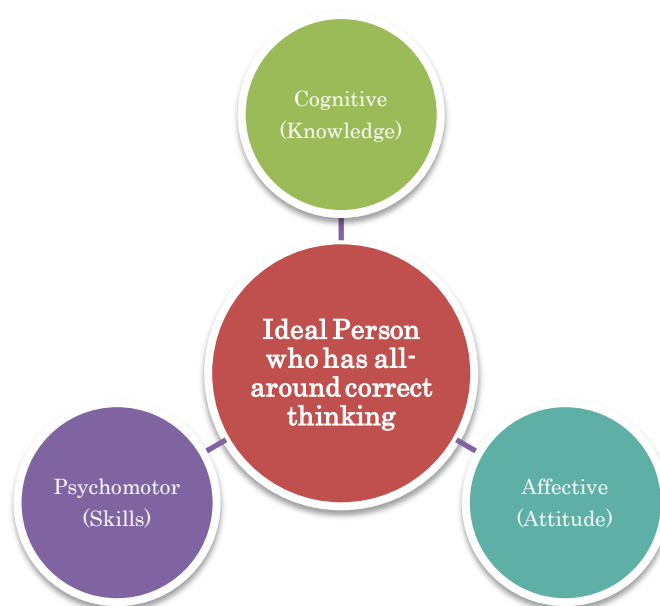 Cognitive
(Knowledge)
Ideal Person
who has all-
around correct
thinking
Psychomotor
(Skills)
Affective
(Attitude)